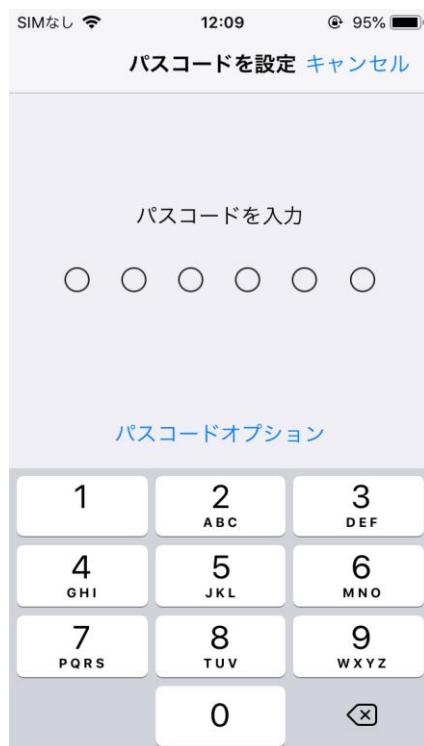 SIMなし 12:09 95%
パスコードを設定 キャンセル
パスコードを入力
パスコードオプション
1 2 3
ABC DEF
4 5 6
GHI JKL MNO
7 8 9
PQRS TUV WXYZ
0